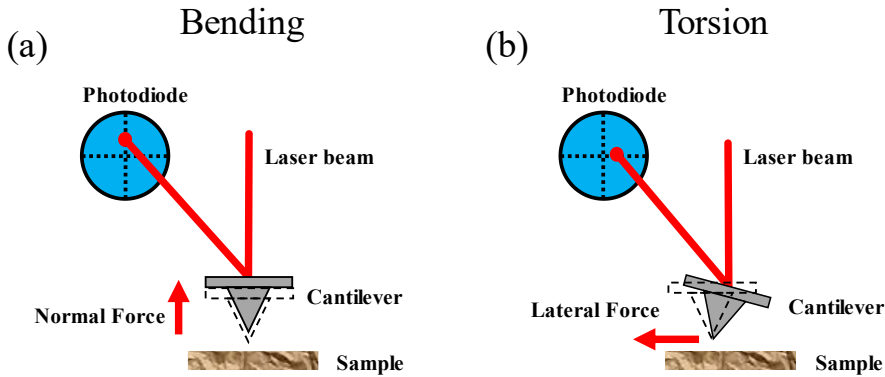 Bending
(a)
Photodiode
Laser beam
Cantilever
Normal Force
Sample
Torsion
(b)
Photodiode
Laser beam
Lateral Force
Cantilever
Sample